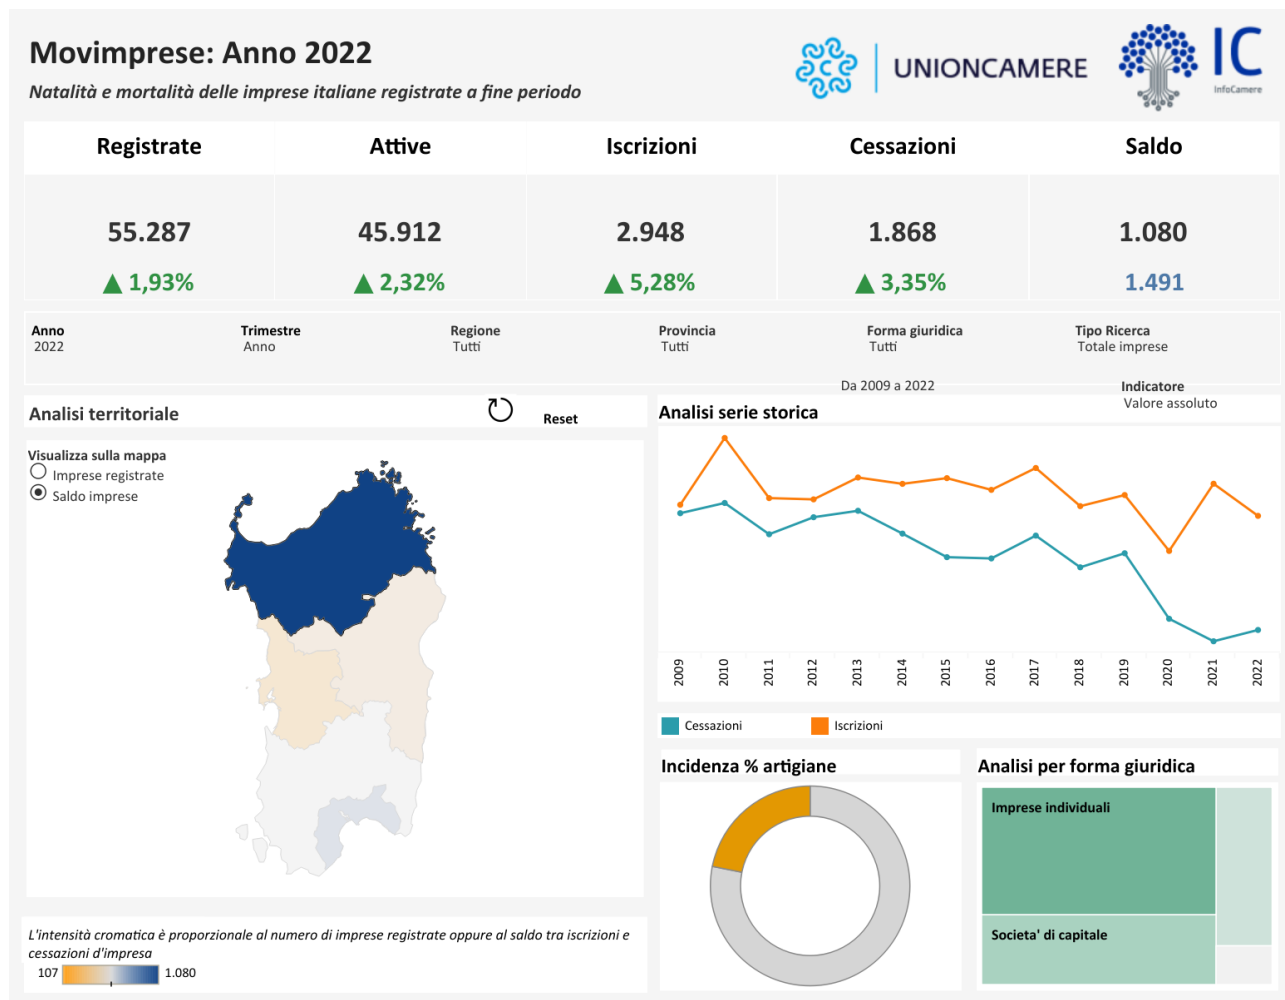 Movimprese: Anno 2022
Natalità e mortalità delle imprese italiane registrate a fine periodo
UNIONCAMERE
IC
InfoCamere
Registrate Attive Iscrizioni Cessazioni Saldo
55.287 45.912 2.948 1.868 1.080
▲ 1,93% ▲ 2,32% ▲ 5,28% ▲ 3,35% 1.491
Anno Trimestre Regione Provincia Forma giuridica Tipo Ricerca
2022 Anno Tutti Tutti Tutti Totale imprese
Da 2009 a 2022 Indicatore
Valore assoluto
Analisi territoriale Reset
Analisi serie storica
Visualizza sulla mappa
Imprese registrate
Saldo imprese
2009 2010 2011 2012 2013 2014 2015 2016 2017 2018 2019 2020 2021 2022
Cessazioni Iscrizioni
Incidenza % artigiane
Analisi per forma giuridica
Imprese individuali
Societa' di capitale
L'intensità cromatica è proporzionale al numero di imprese registrate oppure al saldo tra iscrizioni e
cessazioni d'impresa
107 1.080